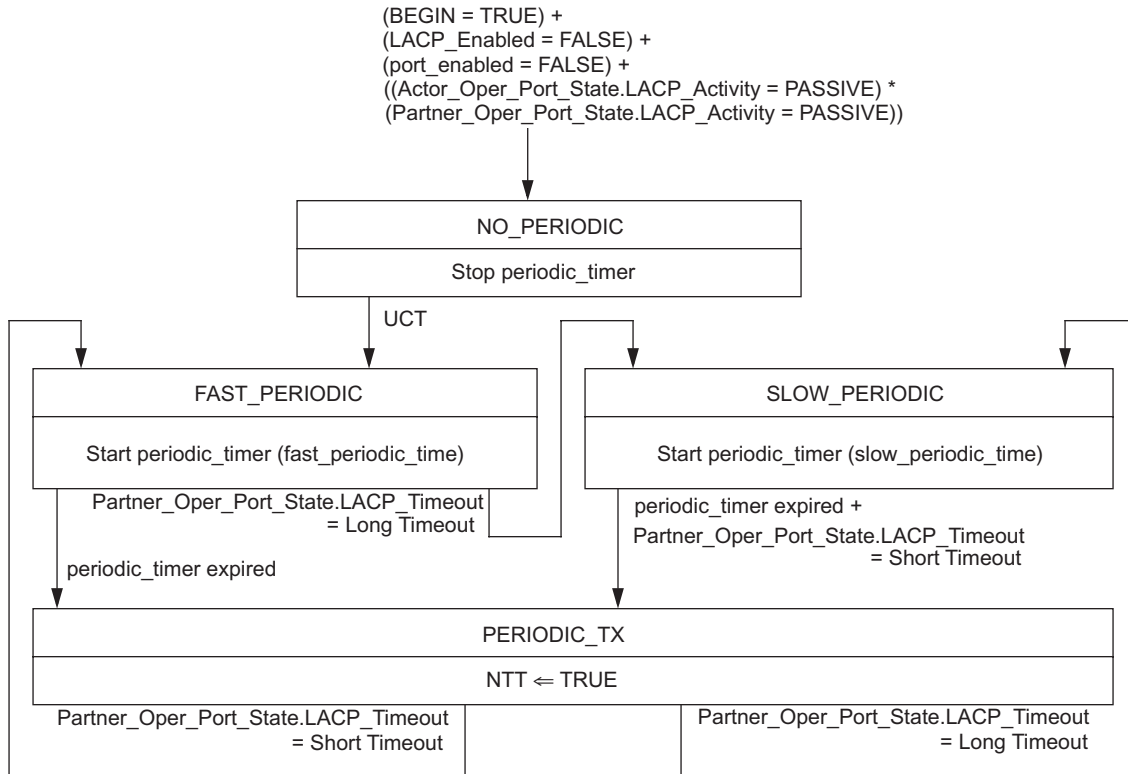 (BEGIN = TRUE) +
(LACP_Enabled = FALSE) +
(port_enabled = FALSE) +
((Actor_Oper_Port_State.LACP_Activity = PASSIVE) *
(Partner_Oper_Port_State.LACP_Activity = PASSIVE))
NO_PERIODIC
Stop periodic_timer
UCT
FAST_PERIODIC
Start periodic_timer (fast_periodic_time)
SLOW_PERIODIC
Start periodic_timer (slow_periodic_time)
Partner_Oper_Port_State.LACP_Timeout
= Long Timeout
periodic_timer expired
periodic_timer expired +
Partner_Oper_Port_State.LACP_Timeout
= Short Timeout
PERIODIC_TX
NTT ⇐ TRUE
Partner_Oper_Port_State.LACP_Timeout
= Short Timeout
Partner_Oper_Port_State.LACP_Timeout
= Long Timeout